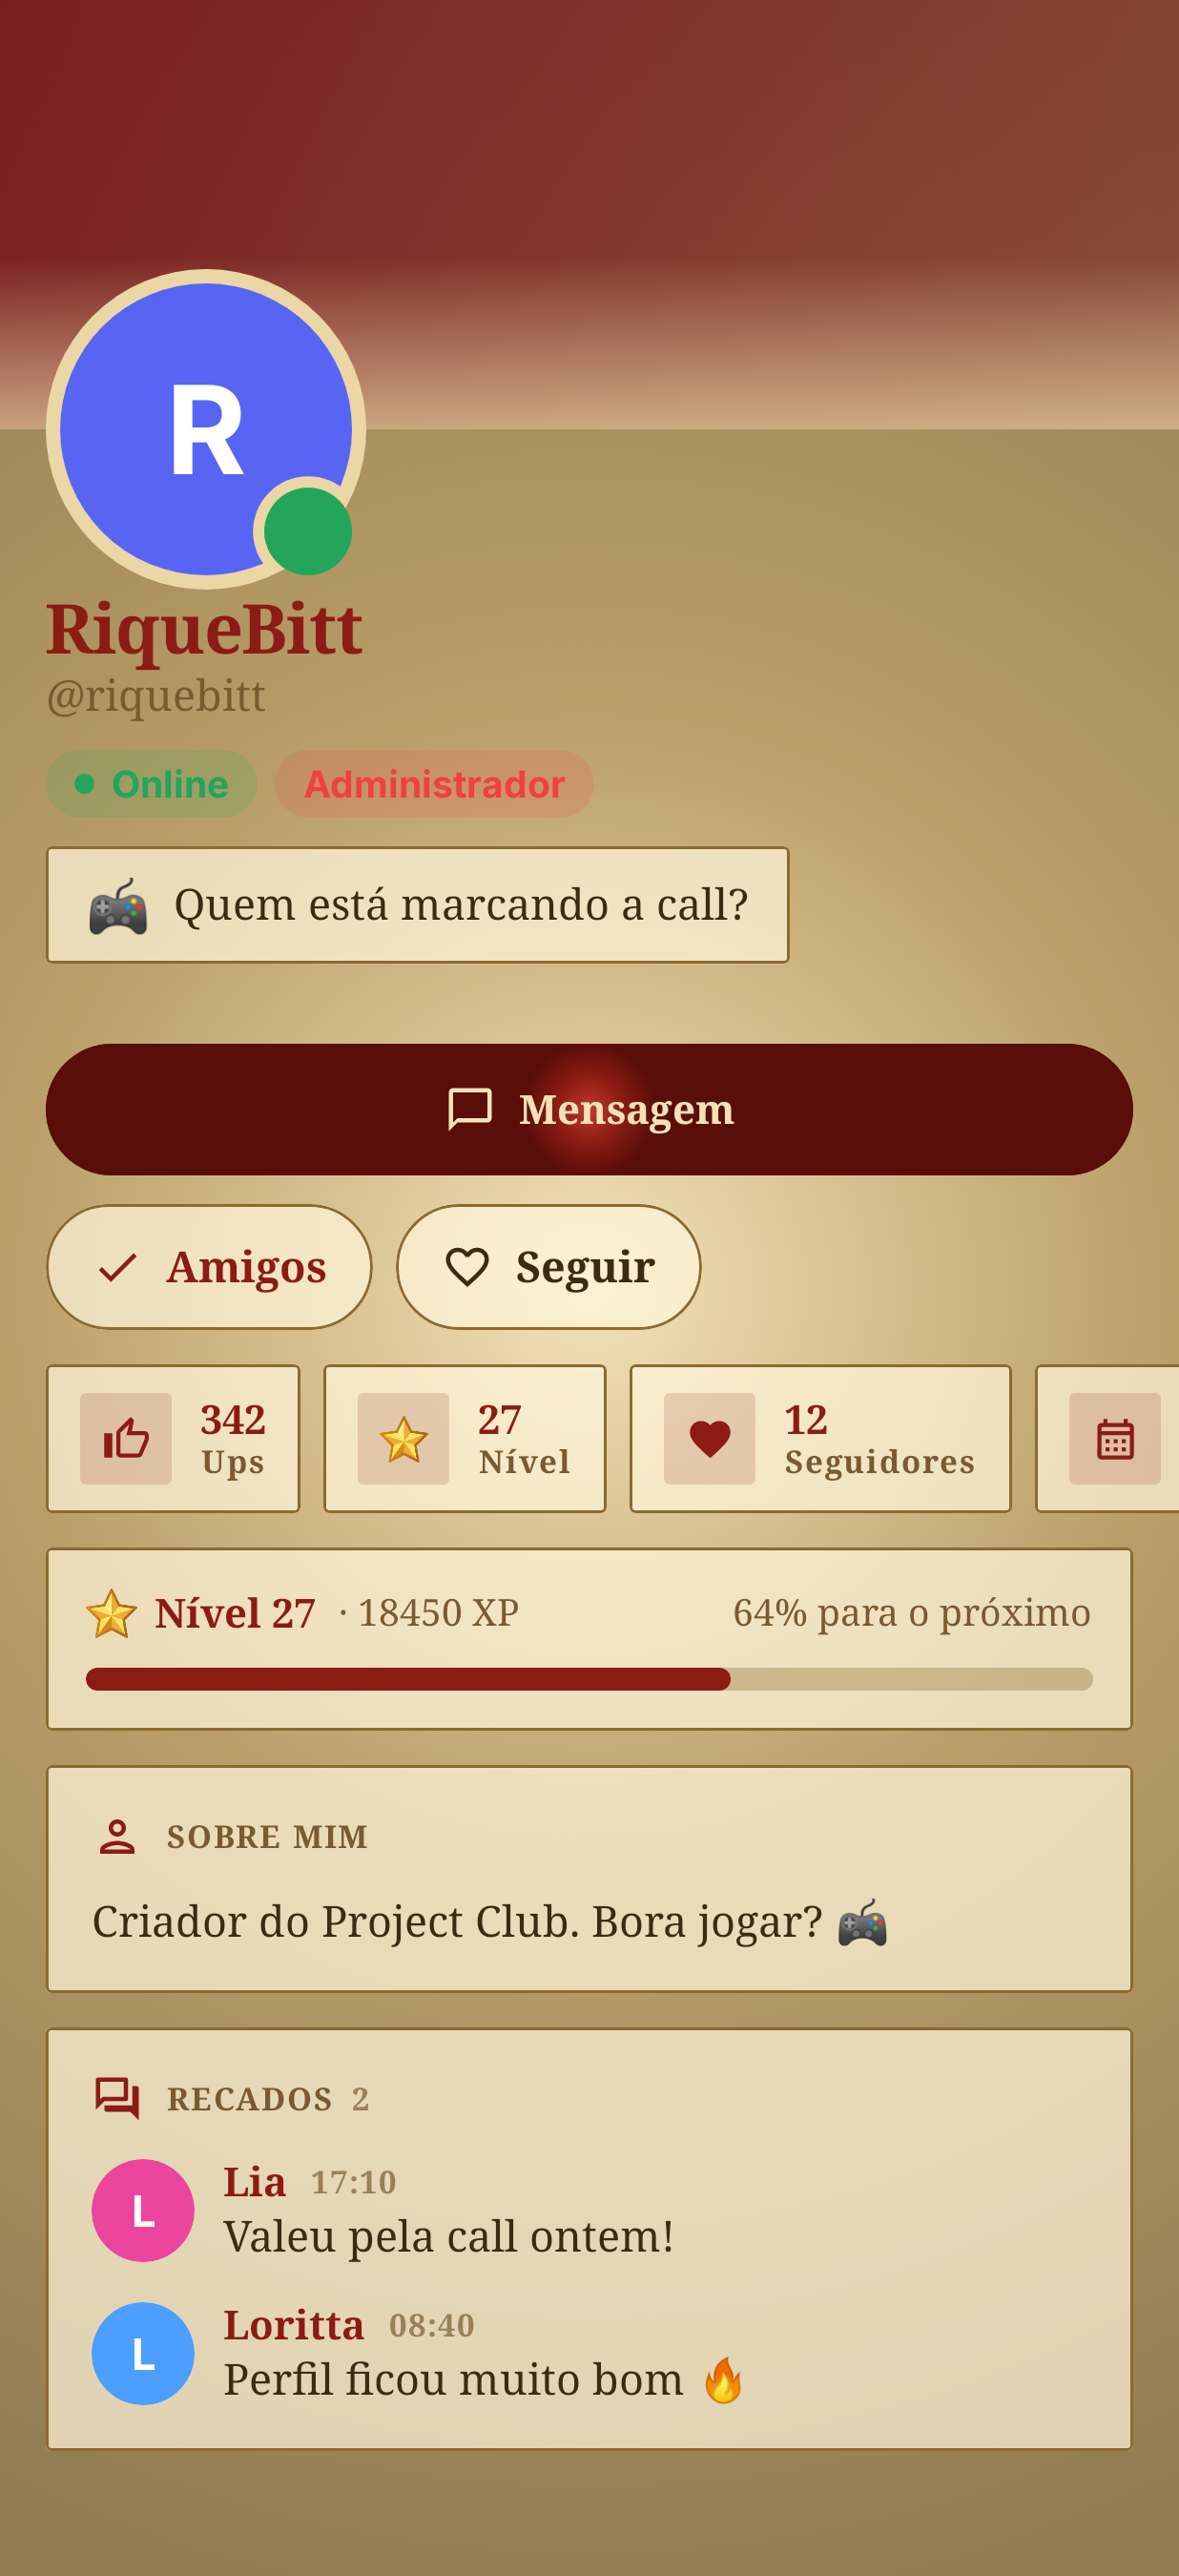 R
RiqueBitt
@riquebitt
Online Administrador
🎮 Quem está marcando a call?
Mensagem
Amigos Seguir
342 27 12
Ups Nível Seguidores
Nível 27 · 18450 XP 64% para o próximo
SOBRE MIM
Criador do Project Club. Bora jogar? 🎮
RECADOS 2
L Lia 17:10
Valeu pela call ontem!
L Loritta 08:40
Perfil ficou muito bom 🔥